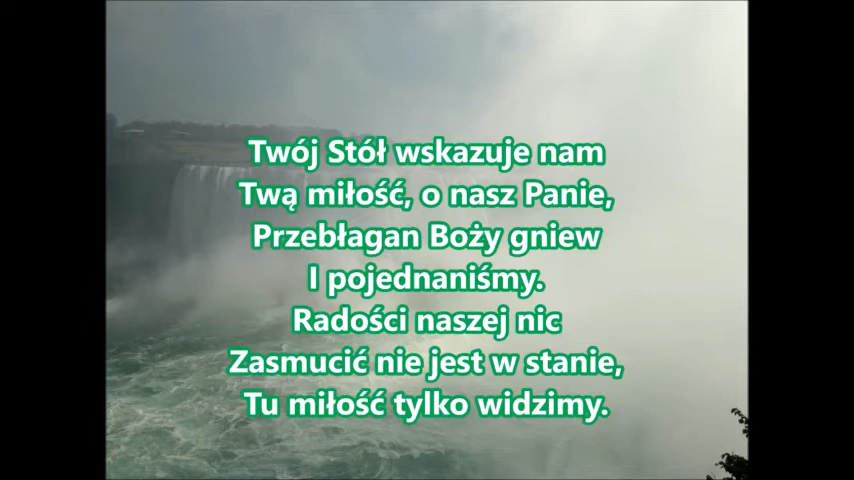 Twój Stół wskazuje nam
Twą miłość, o nasz Panie,
Przebłagan Boży gniew
I pojednaniśmy.
Radości naszej nic
Zasmucić nie jest w stanie,
Tu miłość tylko widzimy.